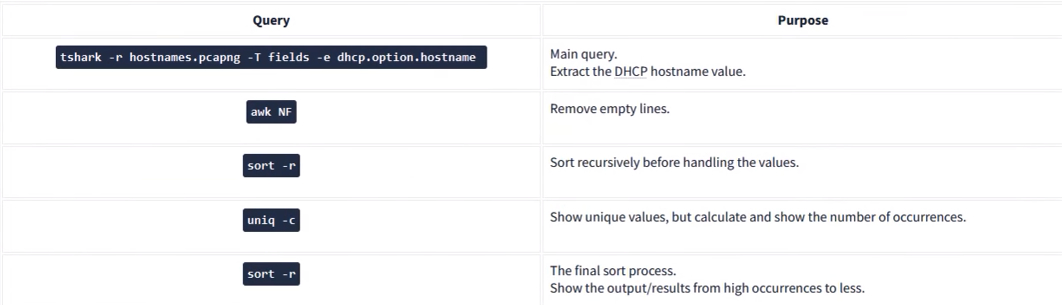 Query Purpose
tshark -r hostnames.pcapng -T fields -e dhcp.option.hostname
Main query.
Extract the DHCP hostname value.
awk NF
Remove empty lines.
sort -r
Sort recursively before handling the values.
uniq -c
Show unique values, but calculate and show the number of occurrences.
sort -r
The final sort process.
Show the output/results from high occurrences to less.